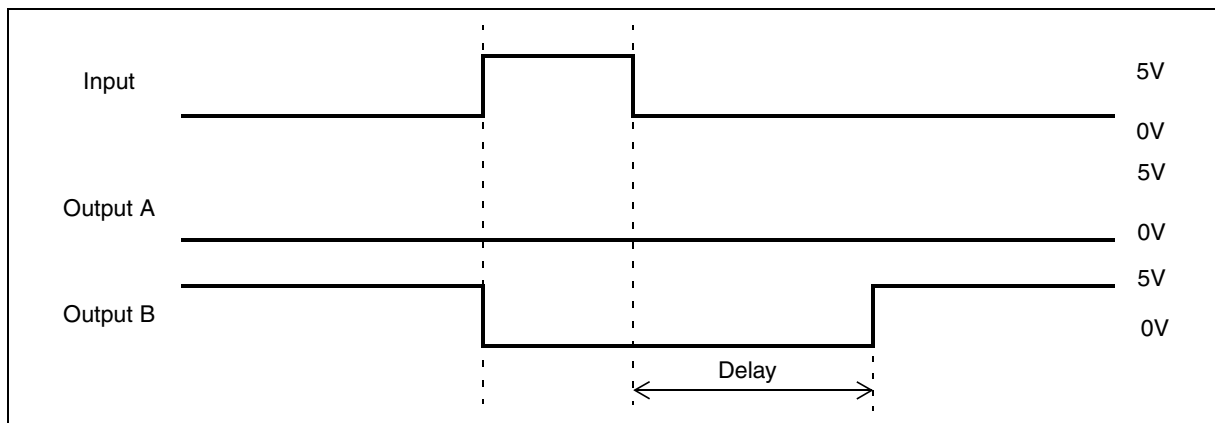 Input
5V
0V
5V
Output A
0V
5V
Output B
0V
Delay